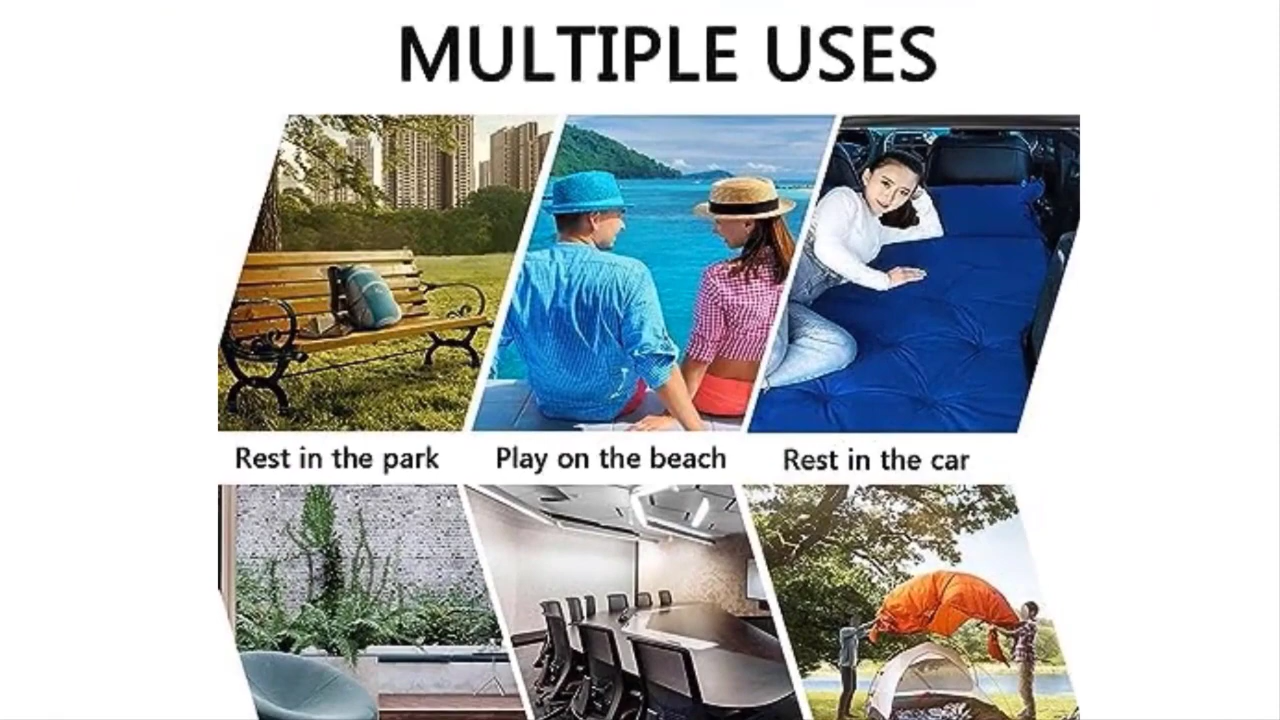 MULTIPLE USES
Rest in the park
Play on the beach
Rest in the car